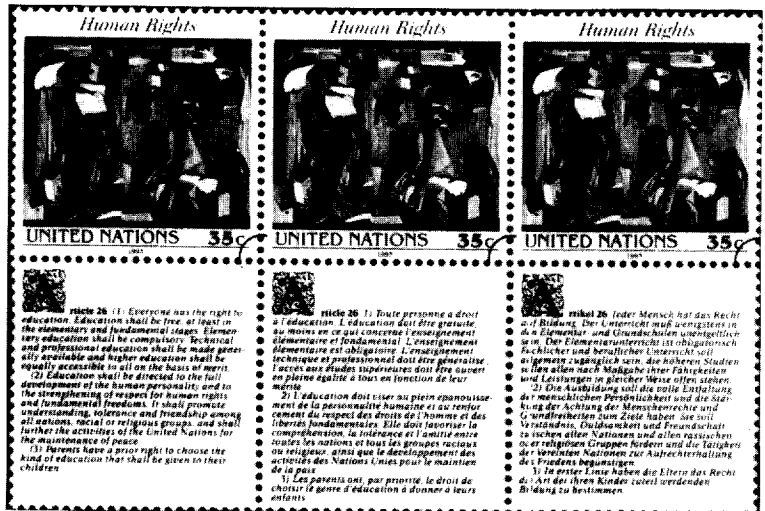 Human Rights
UNITED NATIONS 35c
1993
Article 26 (1) Everyone has the right to
education. Education shall be free, at least in
the elementary and fundamental stages. Elemen-
tary education shall be compulsory. Technical
and professional education shall be made gener-
ally available and higher education shall be
equally accessible to all on the basis of merit.
(2) Education shall be directed to the full
development of the human personality and to
the strengthening of respect for human rights
and fundamental freedoms. It shall promote
understanding, tolerance and friendship among
all nations, racial or religious groups, and shall
further the activities of the United Nations for
the maintenance of peace
(3) Parents have a prior right to choose the
kind of education that shall be given to their
children
Human Rights
UNITED NATIONS 35c
1993
Article 26 1) Toute personne a droit
à l'éducation. L'éducation doit être gratuite,
au moins en ce qui concerne l'enseignement
élémentaire et fondamental. L'enseignement
élémentaire est obligatoire. L'enseignement
technique et professionnel doit être généralisé,
l'accès aux études supérieures doit être ouvert
en pleine égalité à tous en fonction de leur
mérite
2) L'éducation doit viser au plein épanouisse-
ment de la personnalité humaine et au renfor
cement du respect des droits de l'homme et des
libertés fondamentales. Elle doit favoriser la
compréhension, la tolérance et l'amitié entre
toutes les nations et tous les groupes raciaux
ou religieux, ainsi que le développement des
activités des Nations Unies pour le maintien
de la paix
3) Les parents ont, par priorité, le droit de
choisir le genre d'éducation à donner à leurs
enfants
Human Rights
UNITED NATIONS 35c
1993
Artikel 26 Jeder Mensch hat das Recht
auf Bildung. Der Unterricht muß wenigstens in
den Elementar- und Grundschulen unentgeltlich
sein. Der Elementarunterricht ist obligatorisch
Fachlicher und beruflicher Unterricht soll
allgemein zugänglich sein, die höheren Studien
sollen allen nach Maßgabe ihrer Fähigkeiten
und Leistungen in gleicher Weise offen stehen.
2) Die Ausbildung soll die volle Entfaltung
der menschlichen Persönlichkeit und die Stär-
kung der Achtung der Menschenrechte und
Grundfreiheiten zum Ziele haben. Sie soll
Verständnis, Duldsamkeit und Freundschaft
zwischen allen Nationen und allen rassischen
oder religiösen Gruppen fördern und die Tätigkeit
der Vereinten Nationen zur Aufrechterhaltung
des Friedens begünstigen
3) In erster Linie haben die Eltern das Recht
die Art der ihren Kinder zuteil werdenden
Bildung zu bestimmen